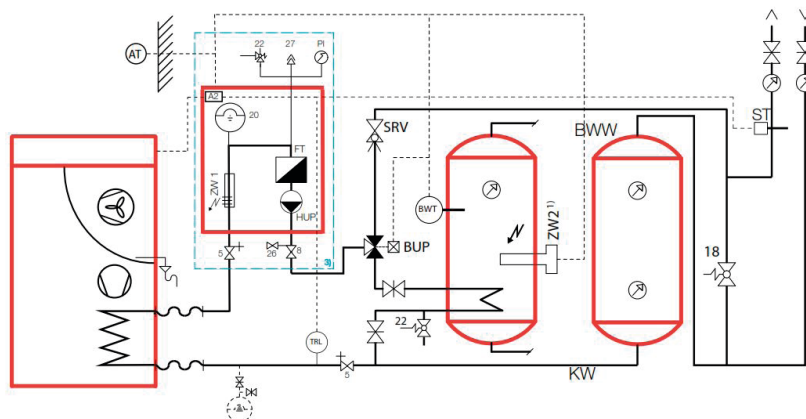 22
27
PI
AT
A2
20
SRV
BWW
ST
FT
ZW 1
BWT
ZW2 1)
HUP
5
26
8
3)
BUP
18
22
TRL
5
KW